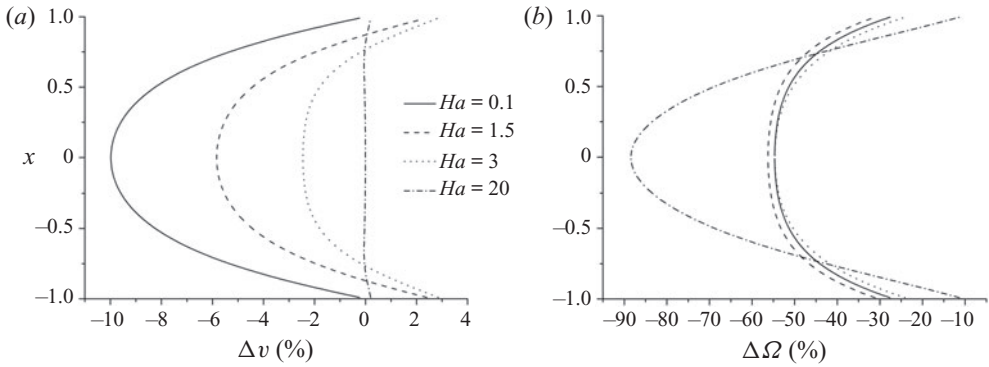 (a)
1.0
0.5
x
0
–0.5
–1.0
–10 –8 –6 –4 –2 0 2 4
Δv (%)
Ha = 0.1
Ha = 1.5
Ha = 3
Ha = 20
(b)
1.0
0.5
0
–0.5
–1.0
–90 –80 –70 –60 –50 –40 –30 –20 –10
ΔΩ (%)